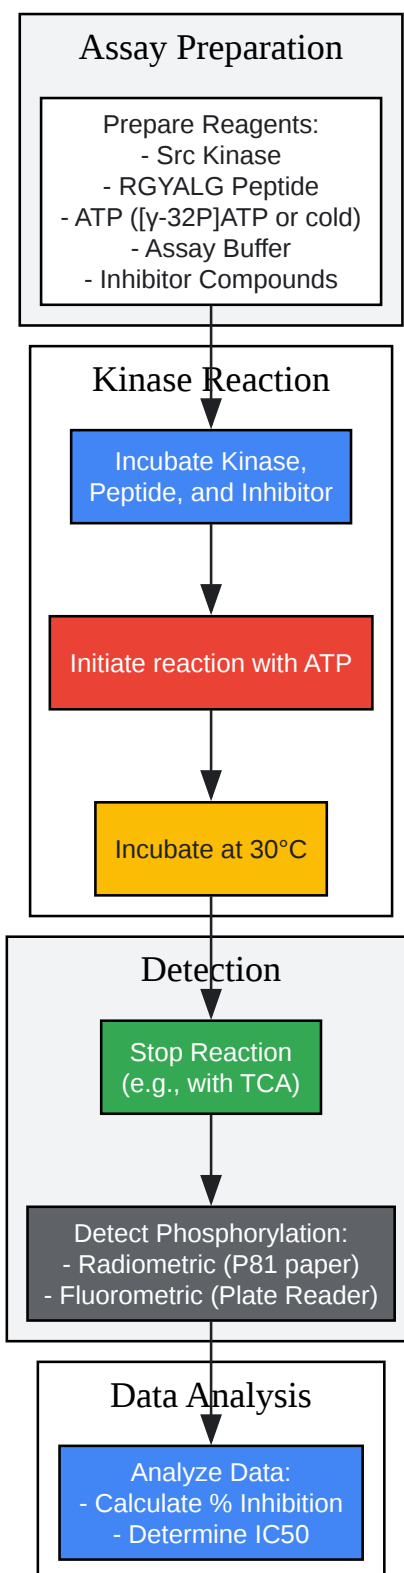 Assay Preparation
Prepare Reagents:
- Src Kinase
- RGYALG Peptide
- ATP ([γ-32P]ATP or cold)
- Assay Buffer
- Inhibitor Compounds
Kinase Reaction
Incubate Kinase,
Peptide, and Inhibitor
Initiate reaction with ATP
Incubate at 30°C
Detection
Stop Reaction
(e.g., with TCA)
Detect Phosphorylation:
- Radiometric (P81 paper)
- Fluorometric (Plate Reader)
Data Analysis
Analyze Data:
- Calculate % Inhibition
- Determine IC50